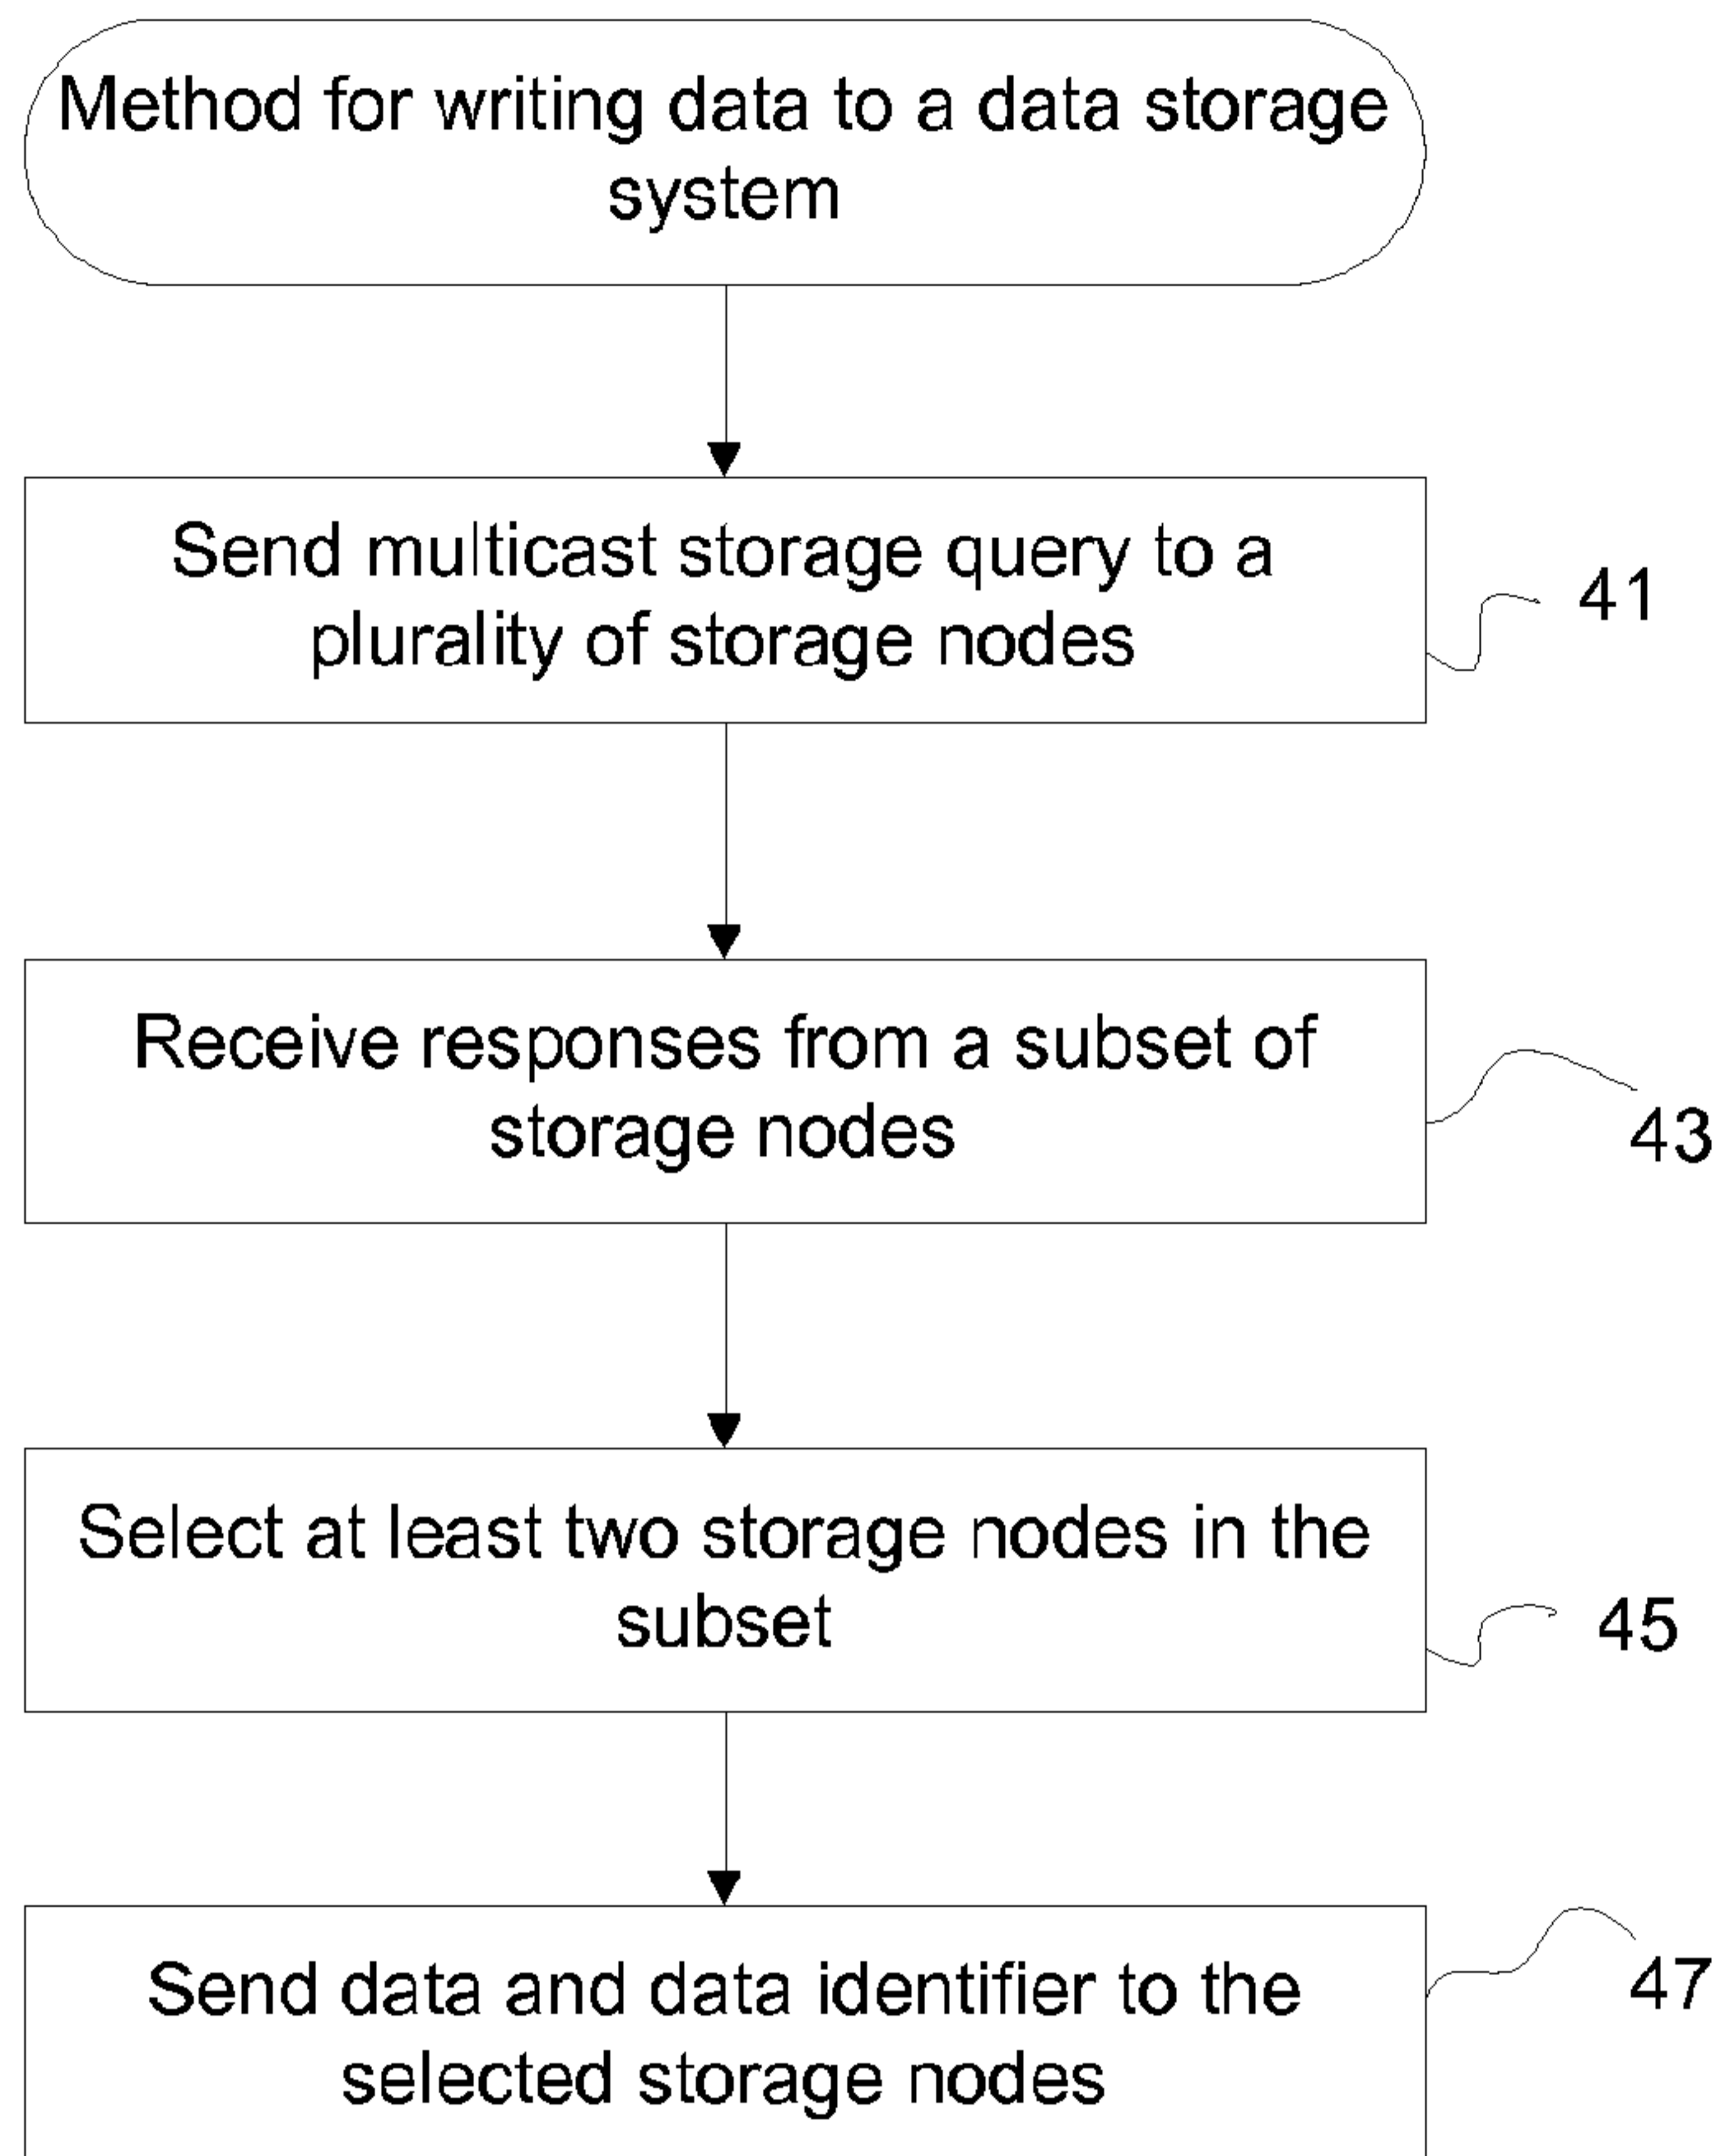 Method for writing data to a data storage
system
Send multicast storage query to a
plurality of storage nodes
41
Receive responses from a subset of
storage nodes
43
Select at least two storage nodes in the
subset
45
Send data and data identifier to the
selected storage nodes
47